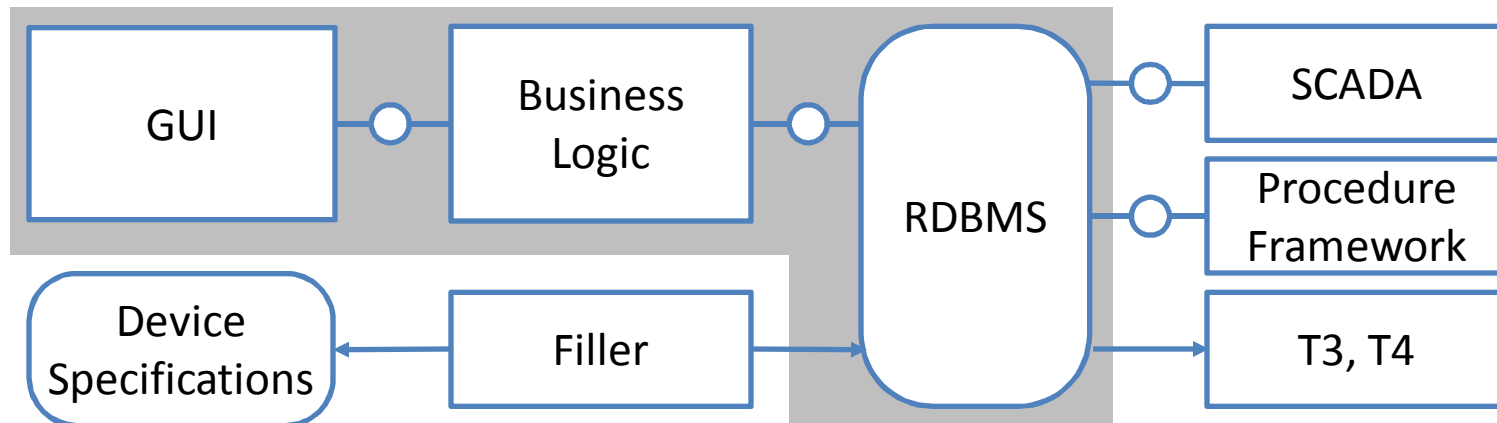 GUI
Business
Logic
RDBMS
SCADA
Procedure
Framework
Device
Specifications
Filler
T3, T4